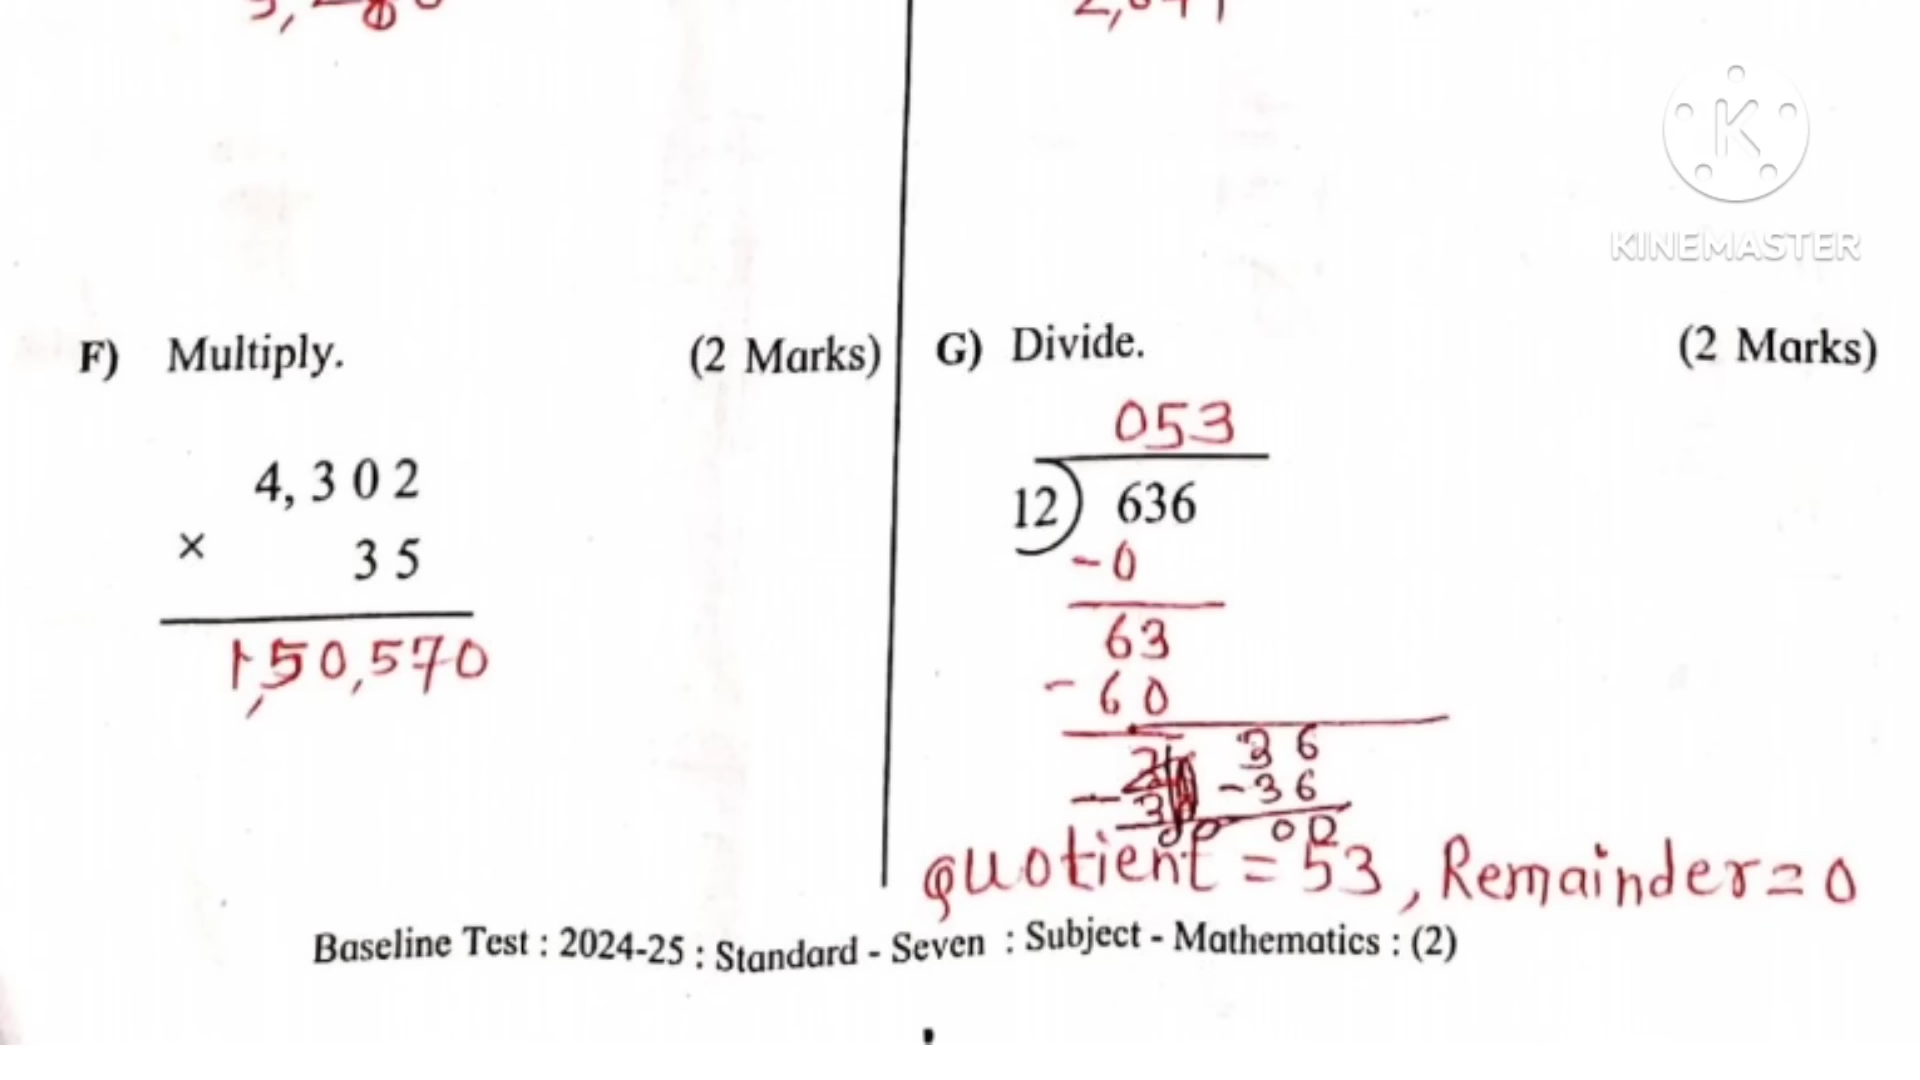 KINEMASTER
F) Multiply. (2 Marks)
4,302
× 35
1,50,570
G) Divide. (2 Marks)
053
12) 636
-0
63
-60
36
-36
00
Quotient = 53, Remainder = 0
Baseline Test : 2024-25 : Standard - Seven : Subject - Mathematics : (2)